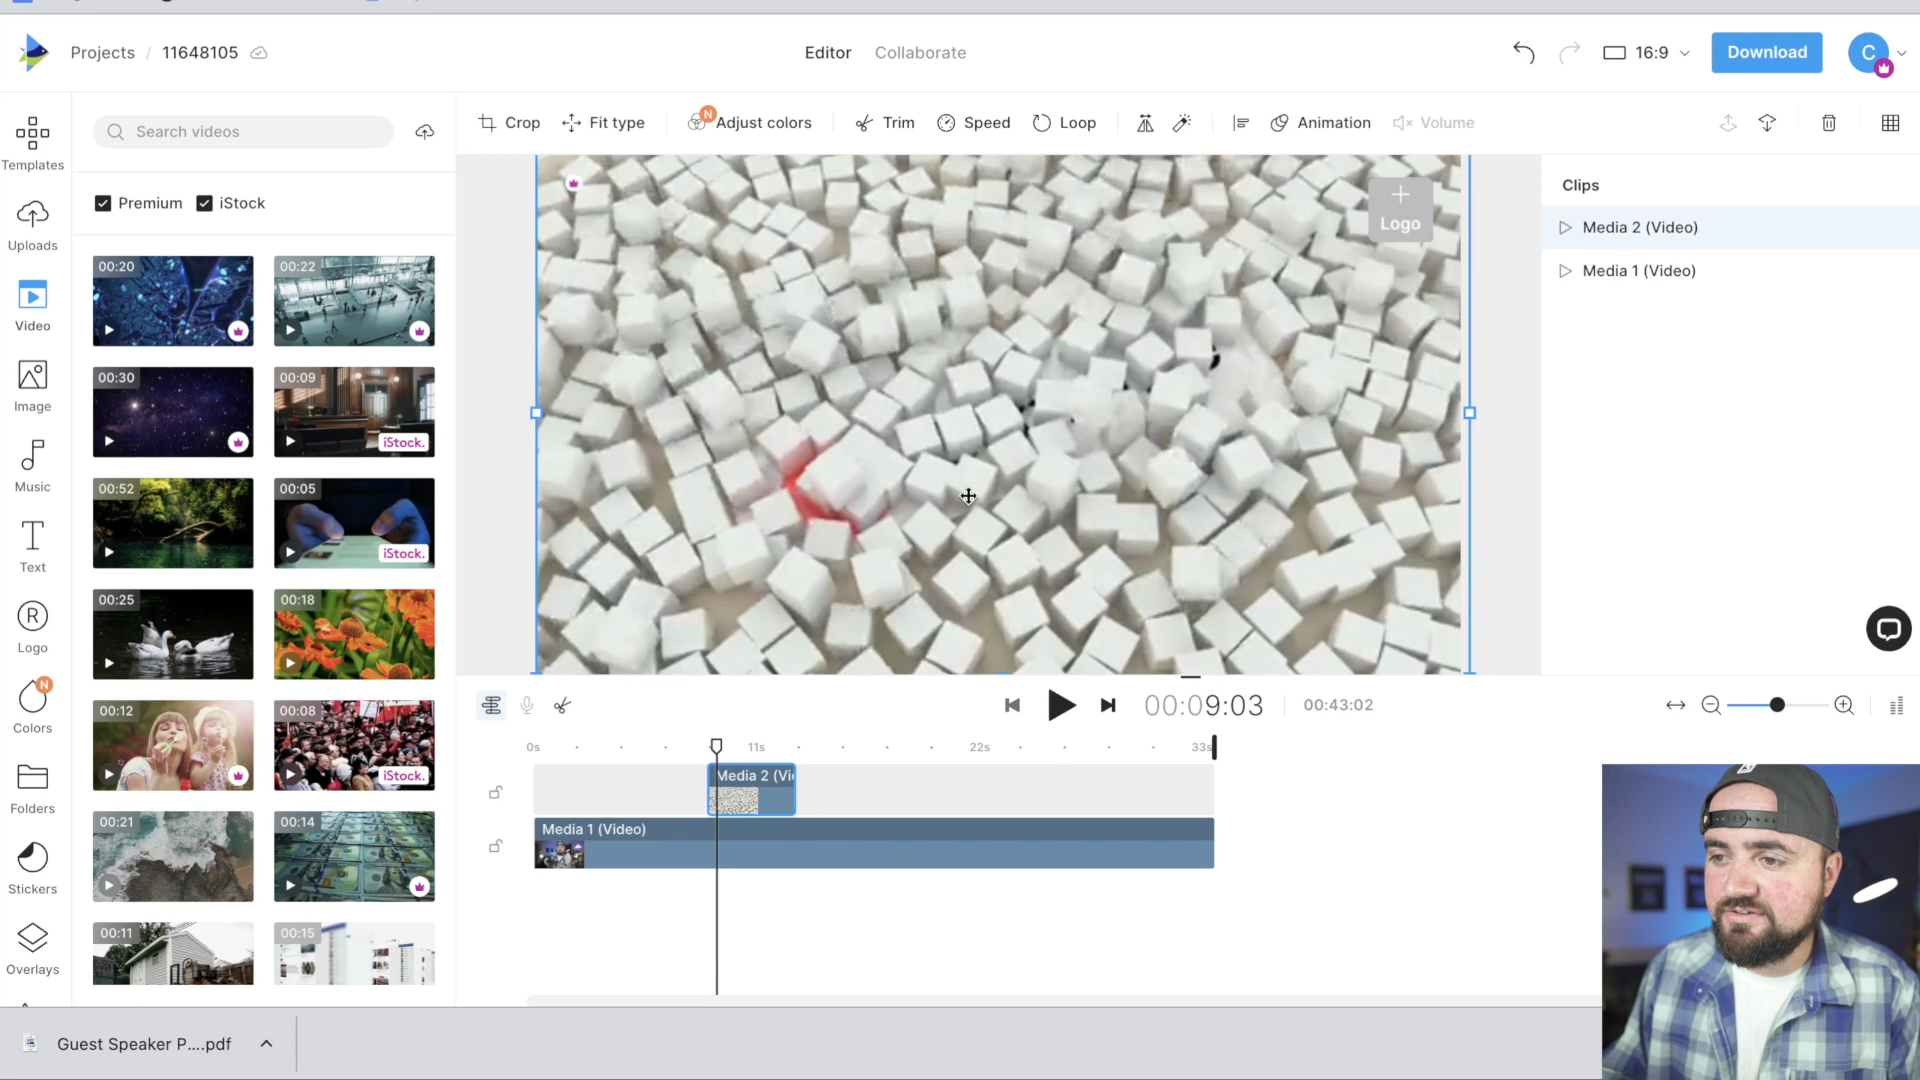 Projects / 11648105
Editor Collaborate
16:9
Download
C
Templates
Uploads
Video
Image
Music
Text
R
Logo
N
Colors
Folders
Stickers
Overlays
Search videos
Premium iStock
00:20 00:22
00:30 00:09
iStock.
00:52 00:05
iStock.
00:25 00:18
00:12 00:08
iStock.
00:21 00:14
00:11 00:15
Crop Fit type N Adjust colors Trim Speed Loop Animation Volume
+
Logo
Clips
Media 2 (Video)
Media 1 (Video)
00:09:03 00:43:02
0s 11s 22s 33s
Media 2 (Vi
Media 1 (Video)
Guest Speaker P....pdf